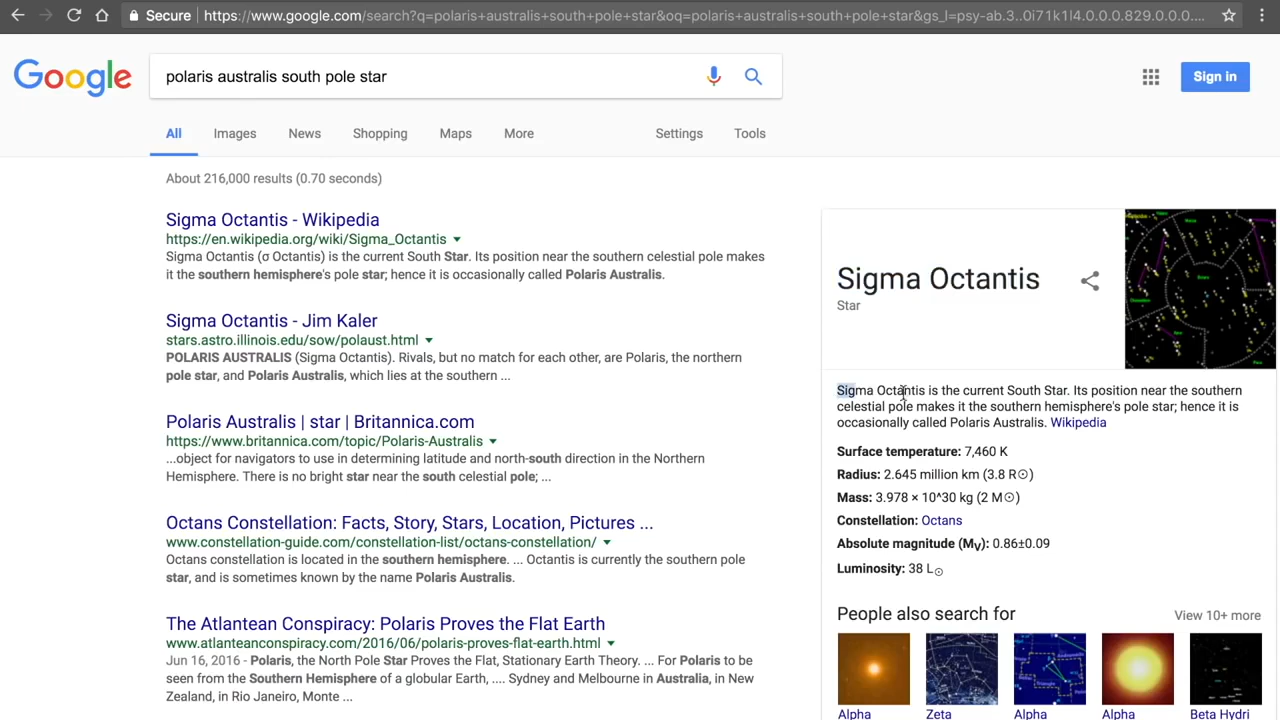 Secure https://www.google.com/search?q=polaris+australis+south+pole+star&oq=polaris+australis+south+pole+star&gs_l=psy-ab.3..0i71k1l4.0.0.0.829.0.0.0....
Google
polaris australis south pole star
Sign in
All Images News Shopping Maps More Settings Tools
About 216,000 results (0.70 seconds)
Sigma Octantis - Wikipedia
https://en.wikipedia.org/wiki/Sigma_Octantis
Sigma Octantis (σ Octantis) is the current South Star. Its position near the southern celestial pole makes
it the southern hemisphere's pole star; hence it is occasionally called Polaris Australis.
Sigma Octantis - Jim Kaler
stars.astro.illinois.edu/sow/polaust.html
POLARIS AUSTRALIS (Sigma Octantis). Rivals, but no match for each other, are Polaris, the northern
pole star, and Polaris Australis, which lies at the southern ...
Polaris Australis | star | Britannica.com
https://www.britannica.com/topic/Polaris-Australis
...object for navigators to use in determining latitude and north-south direction in the Northern
Hemisphere. There is no bright star near the south celestial pole; ...
Octans Constellation: Facts, Story, Stars, Location, Pictures ...
www.constellation-guide.com/constellation-list/octans-constellation/
Octans constellation is located in the southern hemisphere. ... Octantis is currently the southern pole
star, and is sometimes known by the name Polaris Australis.
The Atlantean Conspiracy: Polaris Proves the Flat Earth
www.atlanteanconspiracy.com/2016/06/polaris-proves-flat-earth.html
Jun 16, 2016 - Polaris, the North Pole Star Proves the Flat, Stationary Earth Theory. ... For Polaris to be
seen from the Southern Hemisphere of a globular Earth, .... Sydney and Melbourne in Australia, in New
Zealand, in Rio Janeiro, Monte ...
Sigma Octantis
Star
Sigma Octantis is the current South Star. Its position near the southern
celestial pole makes it the southern hemisphere's pole star; hence it is
occasionally called Polaris Australis. Wikipedia
Surface temperature: 7,460 K
Radius: 2.645 million km (3.8 R☉)
Mass: 3.978 × 10^30 kg (2 M☉)
Constellation: Octans
Absolute magnitude (MV): 0.86±0.09
Luminosity: 38 L☉
People also search for View 10+ more
Alpha Zeta Alpha Alpha Beta Hydri